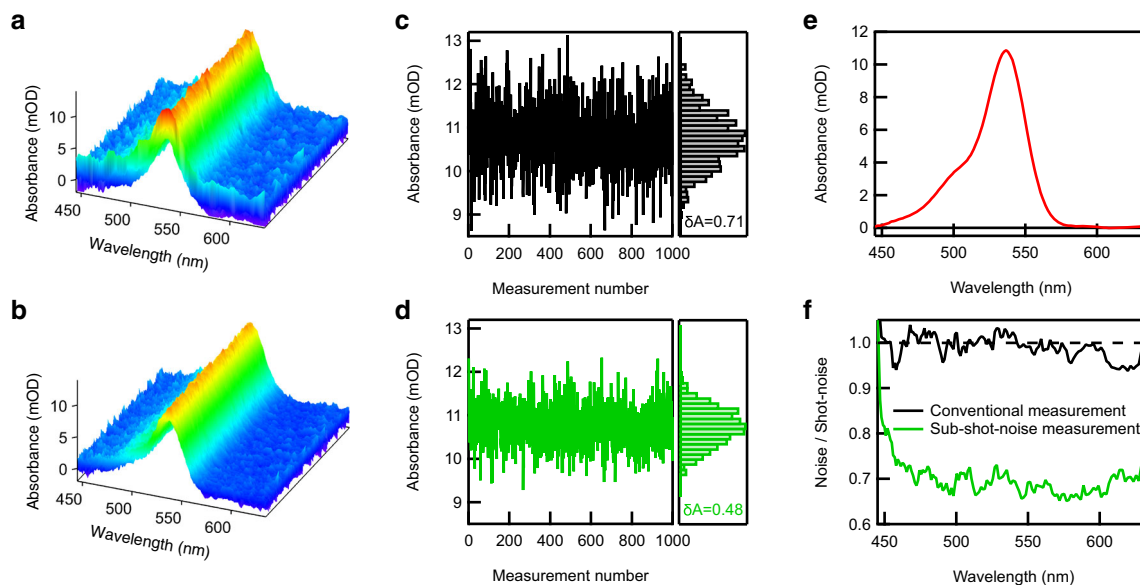 a
Absorbance (mOD)
10
5
0
450
500
550
600
Wavelength (nm)
b
Absorbance (mOD)
10
5
0
450
500
550
600
Wavelength (nm)
c
Absorbance (mOD)
13
12
11
10
9
δA=0.71
0 200 400 600 800 1000
Measurement number
d
Absorbance (mOD)
13
12
11
10
9
δA=0.48
0 200 400 600 800 1000
Measurement number
e
Absorbance (mOD)
12
10
8
6
4
2
0
450 500 550 600
Wavelength (nm)
f
Noise / Shot-noise
1.0
0.9
0.8
0.7
0.6
Conventional measurement
Sub-shot-noise measurement
450 500 550 600
Wavelength (nm)